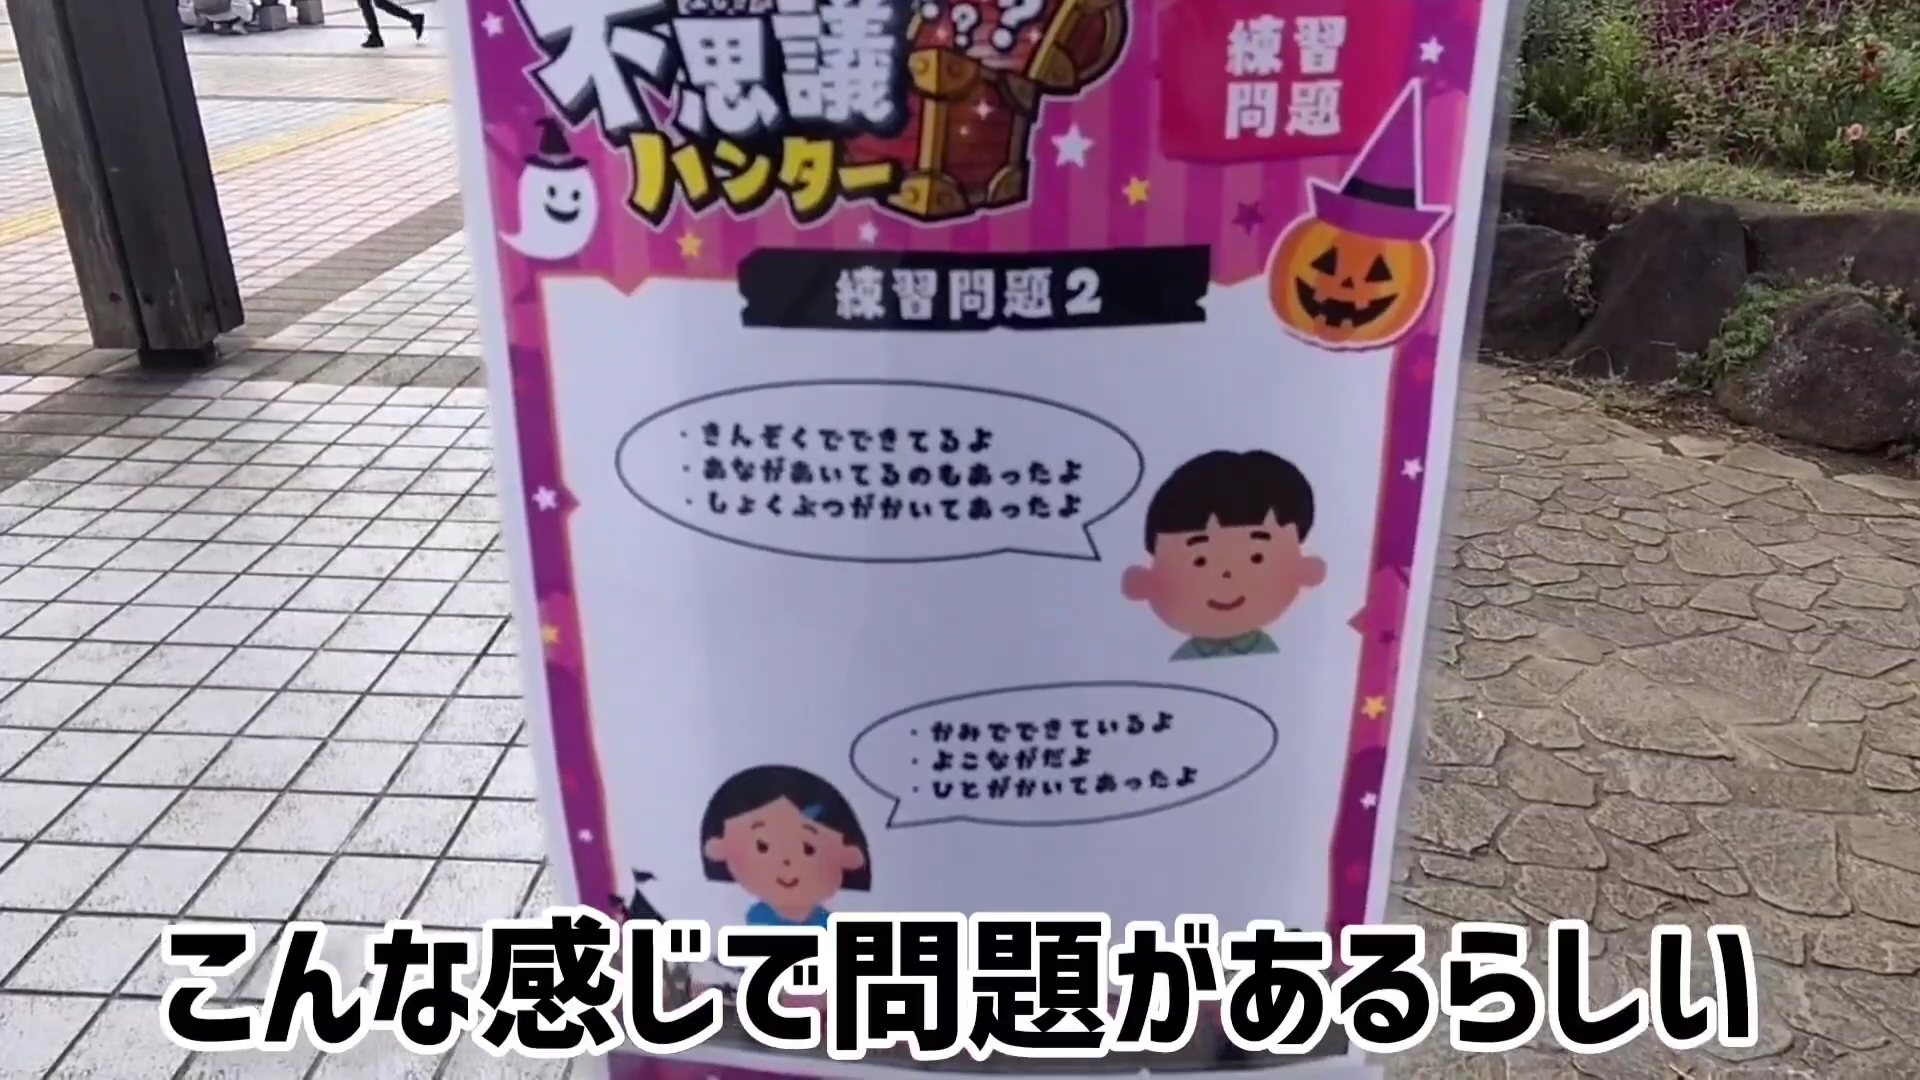 不思議
ハンター
練習
問題
練習問題2
・きんぞくでできてるよ
・あながあいてるのもあったよ
・しょくぶつがかいてあったよ
・かみでできているよ
・よこながだよ
・ひとがかいてあったよ
こんな感じで問題があるらしい